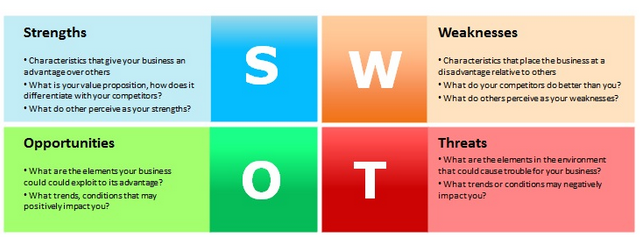 Strengths
• Characteristics that give your business an
advantage over others
• What is your value proposition, how does it
differentiate with your competitors?
• What do other perceive as your strengths?
S
W
Weaknesses
• Characteristics that place the business at a
disadvantage relative to others
• What do your competitors do better than you?
• What do others perceive as your weaknesses?
Opportunities
• What are the elements your business
could could exploit to its advantage?
• What trends, conditions that may
positively impact you?
O
T
Threats
• What are the elements in the environment
that could cause trouble for your business?
• What trends or conditions may negatively
impact you?